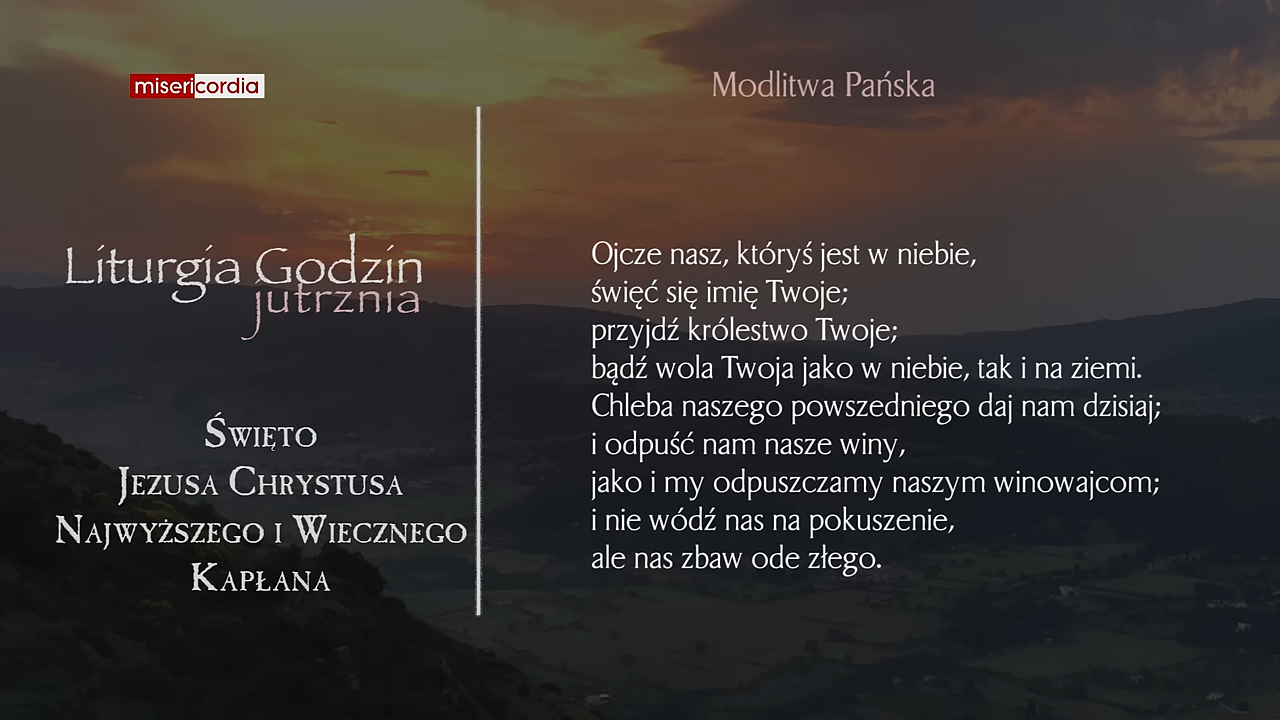 misericordia
Liturgia Godzin
jutrznia
Święto
Jezusa Chrystusa
Najwyższego i Wiecznego
Kapłana
Modlitwa Pańska
Ojcze nasz, któryś jest w niebie,
święć się imię Twoje;
przyjdź królestwo Twoje;
bądź wola Twoja jako w niebie, tak i na ziemi.
Chleba naszego powszedniego daj nam dzisiaj;
i odpuść nam nasze winy,
jako i my odpuszczamy naszym winowajcom;
i nie wódź nas na pokuszenie,
ale nas zbaw ode złego.